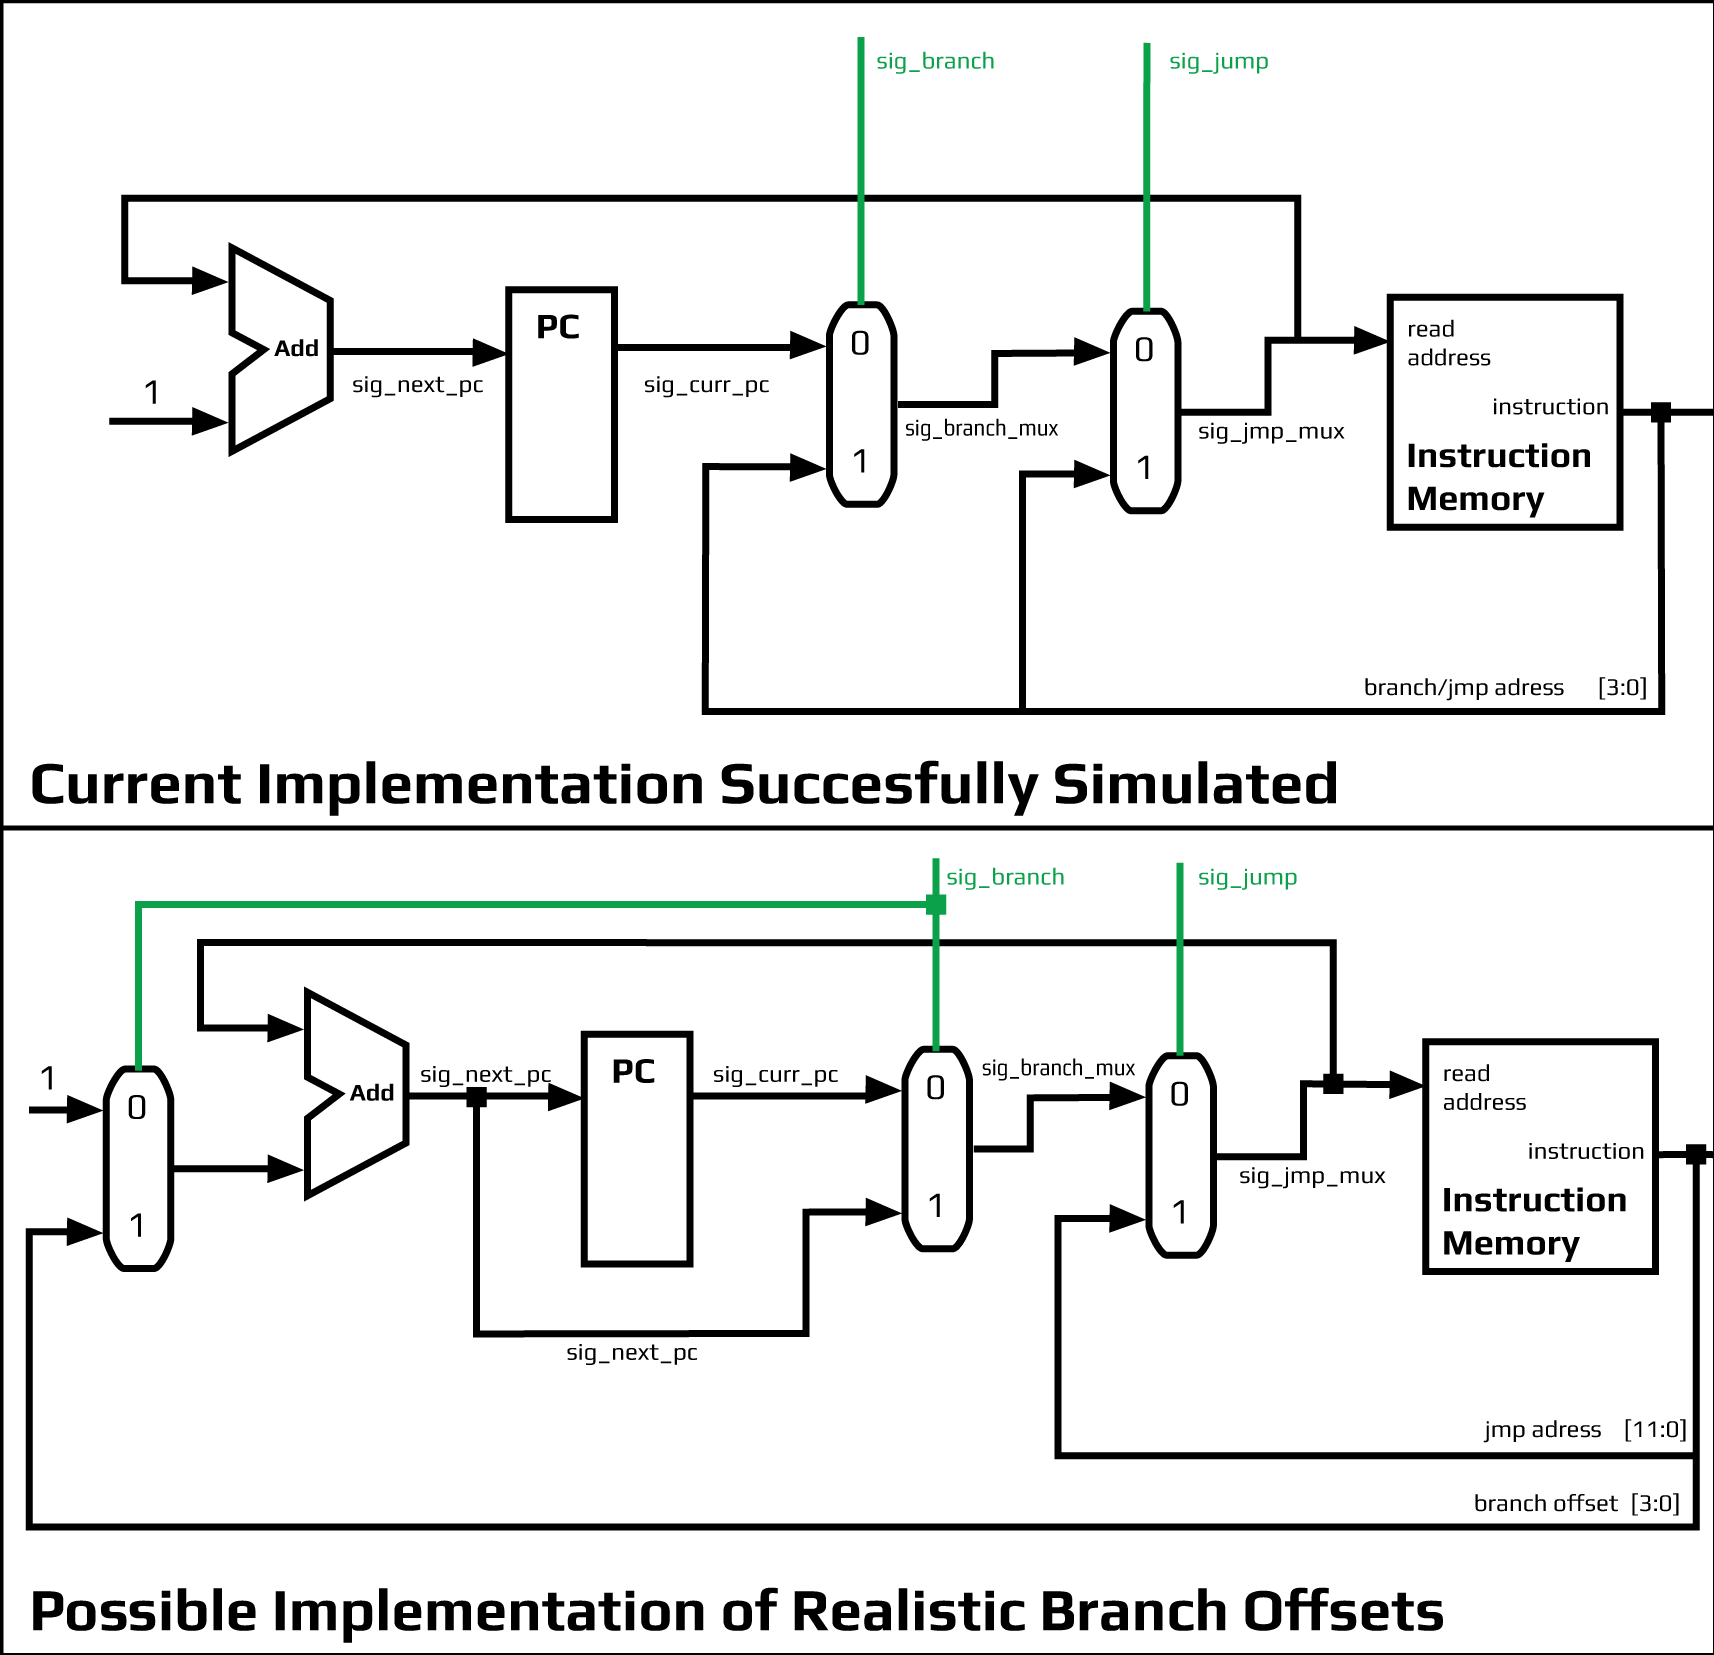 sig_branch
sig_jump
Add
1
sig_next_pc
PC
sig_curr_pc
0
1
sig_branch_mux
0
1
sig_jmp_mux
read
address
instruction
Instruction
Memory
branch/jmp adress [3:0]
Current Implementation Succesfully Simulated
sig_branch
sig_jump
1
0
1
Add
sig_next_pc
PC
sig_curr_pc
0
1
sig_next_pc
sig_branch_mux
0
1
sig_jmp_mux
read
address
instruction
Instruction
Memory
jmp adress [11:0]
branch offset [3:0]
Possible Implementation of Realistic Branch Offsets